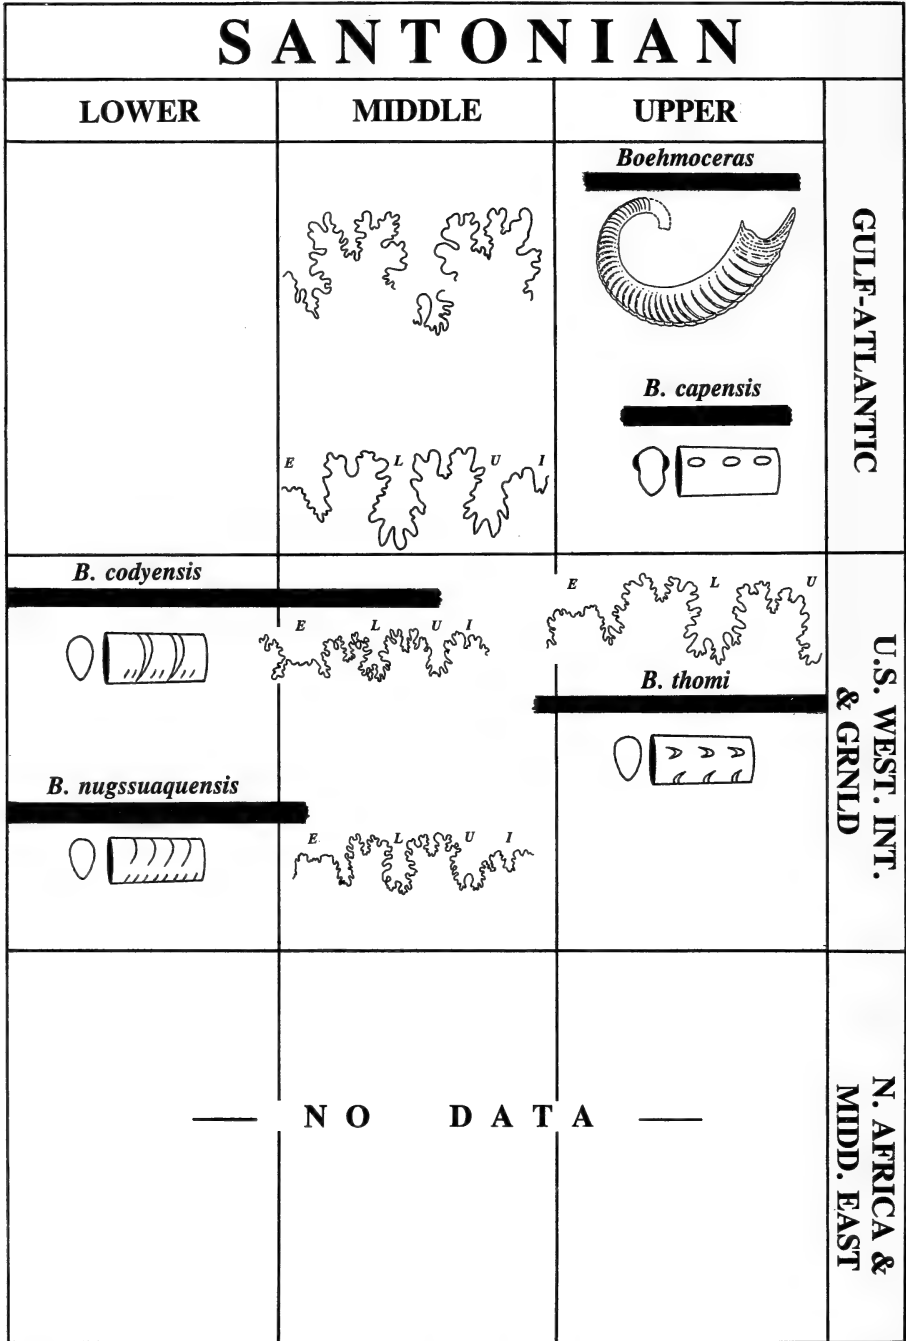 SANTONIAN
LOWER
MIDDLE
UPPER
Boehmoceras
B. capensis
E L U I
GULF-ATLANTIC
B. codyensis
E L U I
E L U
B. thomi
B. nugssuaquensis
E L U I
U.S. WEST. INT.
& GRNLD
NO DATA
N. AFRICA &
MIDD. EAST